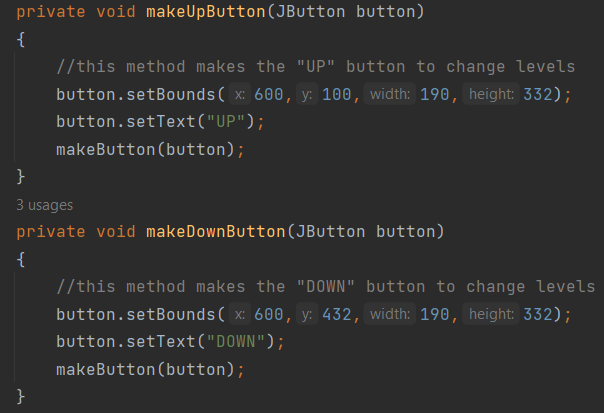 private void makeUpButton(JButton button)
{
//this method makes the "UP" button to change levels
button.setBounds( x: 600, y: 100, width: 190, height: 332);
button.setText("UP");
makeButton(button);
}
3 usages
private void makeDownButton(JButton button)
{
//this method makes the "DOWN" button to change levels
button.setBounds( x: 600, y: 432, width: 190, height: 332);
button.setText("DOWN");
makeButton(button);
}